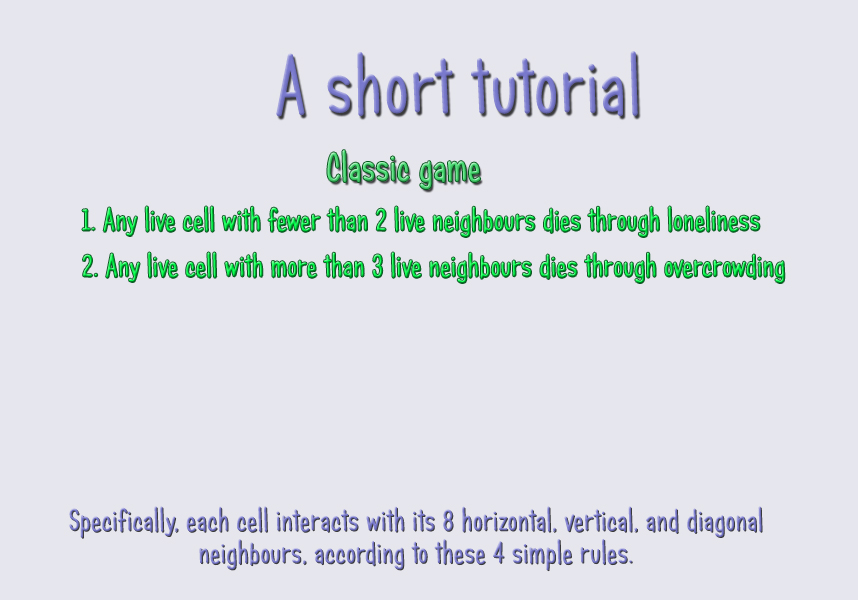 A short tutorial
Classic game
1. Any live cell with fewer than 2 live neighbours dies through loneliness
2. Any live cell with more than 3 live neighbours dies through overcrowding
Specifically, each cell interacts with its 8 horizontal, vertical, and diagonal
neighbours, according to these 4 simple rules.